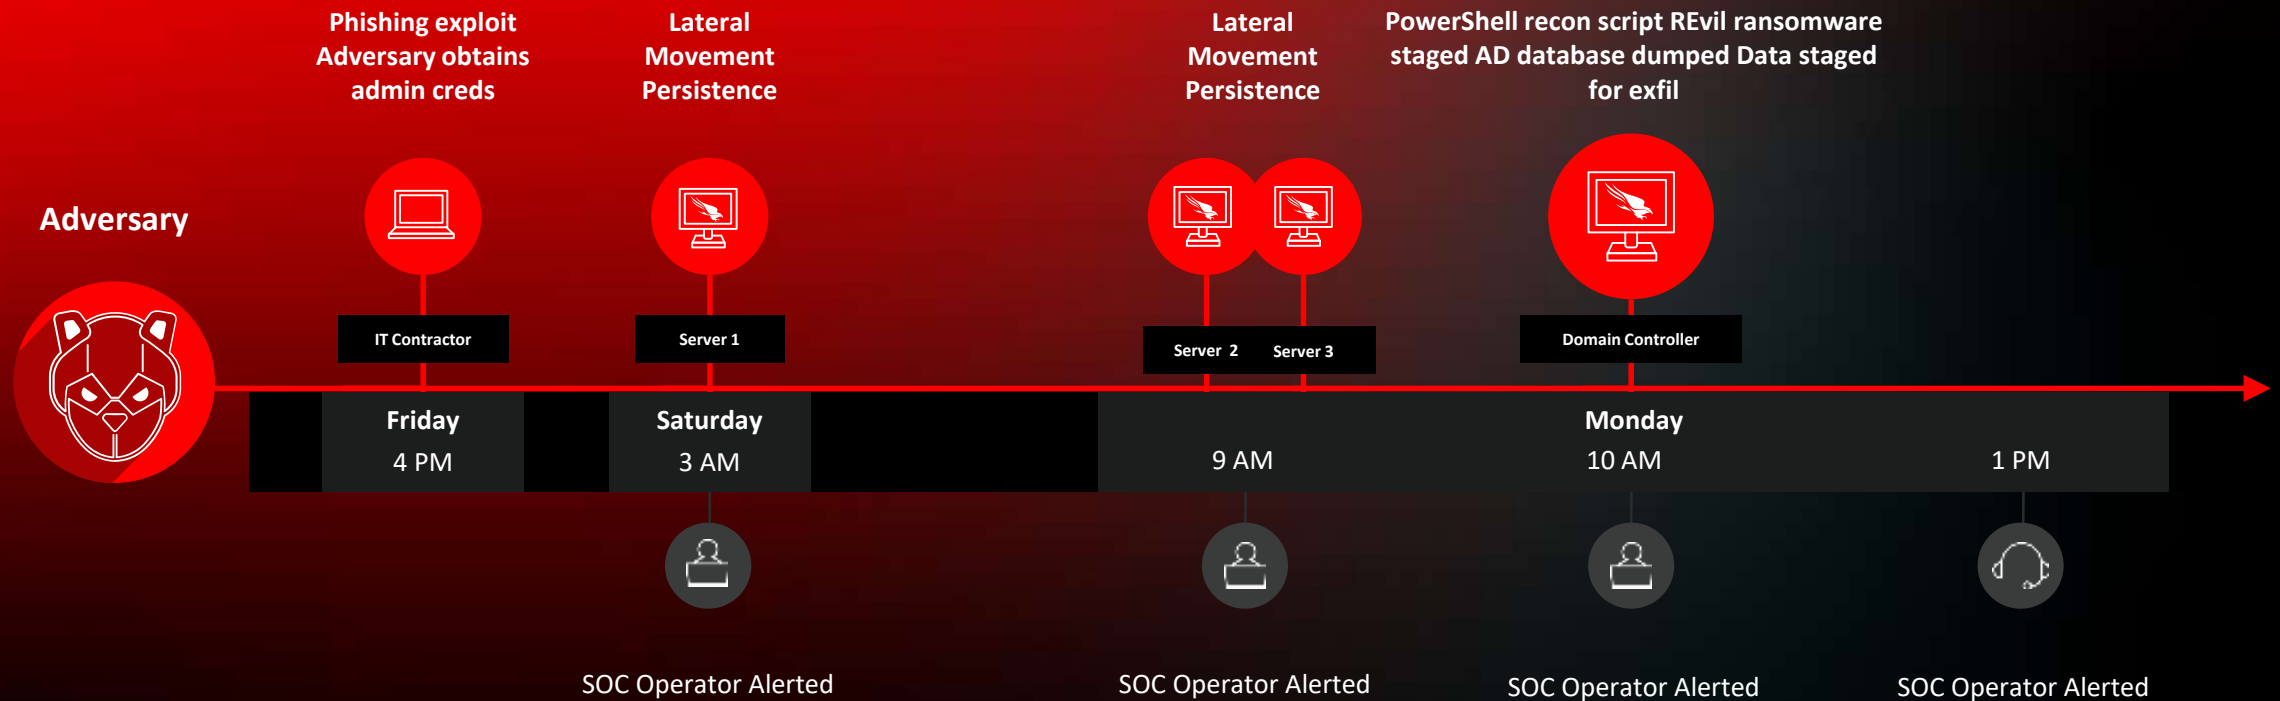 Phishing exploit
Adversary obtains
admin creds
Lateral
Movement
Persistence
Lateral
Movement
Persistence
PowerShell recon script REvil ransomware
staged AD database dumped Data staged
for exfil
Adversary
IT Contractor
Server 1
Server 2
Server 3
Domain Controller
Friday
4 PM
Saturday
3 AM
Monday
9 AM
10 AM
1 PM
SOC Operator Alerted
SOC Operator Alerted
SOC Operator Alerted
SOC Operator Alerted